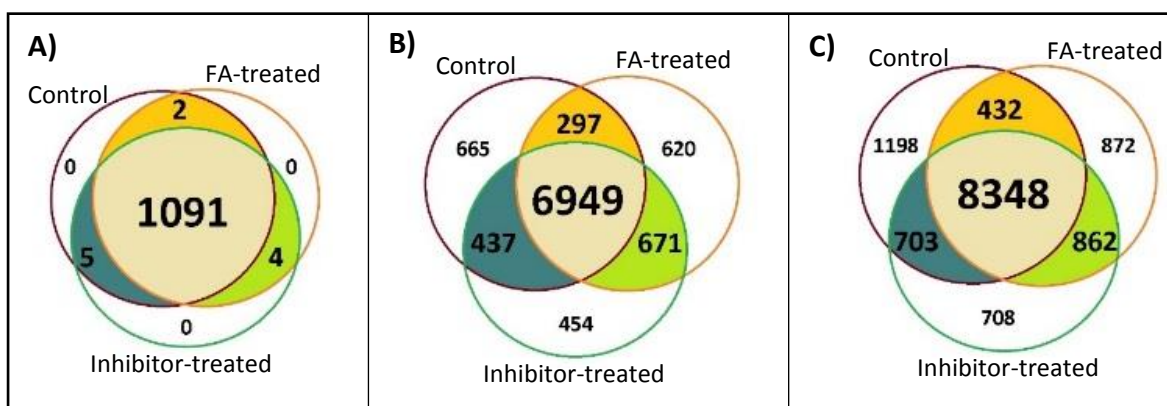 A)
FA-treated
Control
2
0
0
1091
5
4
0
Inhibitor-treated
B)
Control
FA-treated
297
665
620
6949
437
671
454
Inhibitor-treated
C)
Control
FA-treated
432
1198
872
8348
703
862
708
Inhibitor-treated